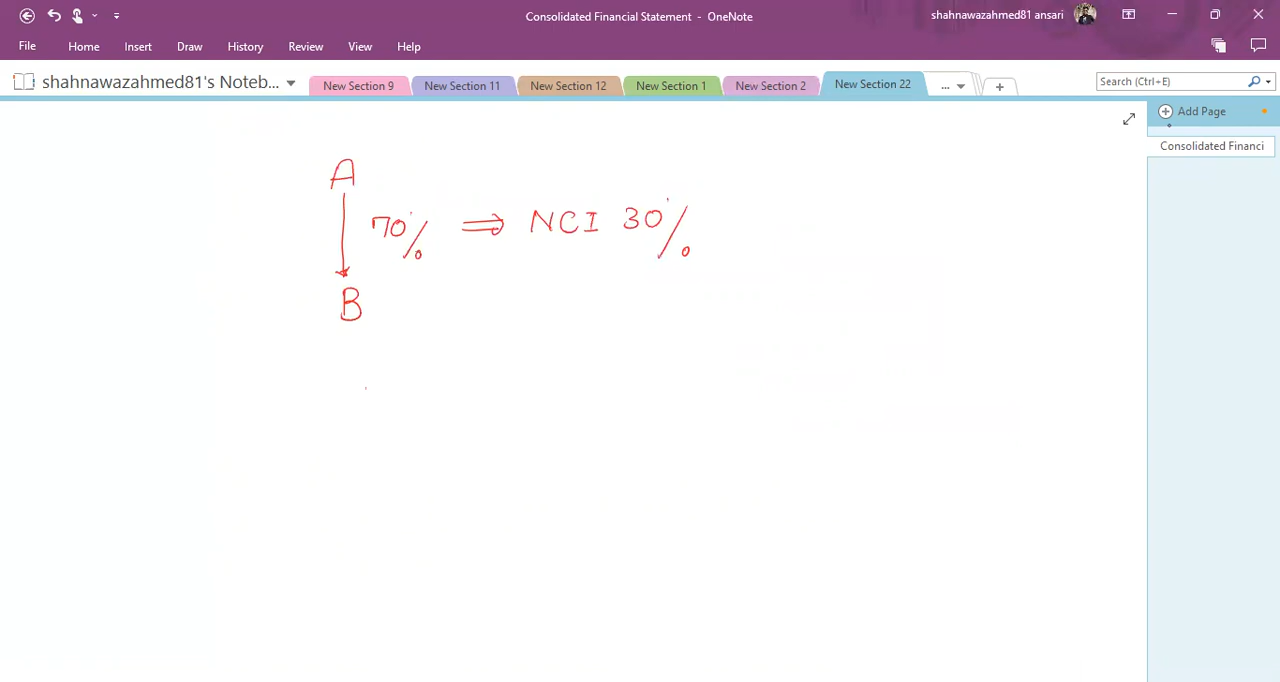 Consolidated Financial Statement - OneNote
shahnawazahmed81 ansari
File Home Insert Draw History Review View Help
shahnawazahmed81's Noteb...
New Section 9 New Section 11 New Section 12 New Section 1 New Section 2 New Section 22 ... +
Search (Ctrl+E)
Add Page
Consolidated Financi
A
70% ⇒ NCI 30%
B